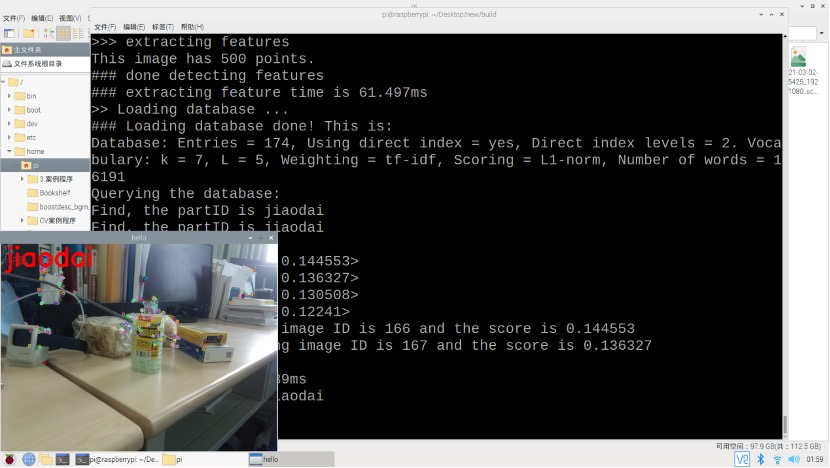 pi@raspberrypi: ~/Desktop/new/build
文件(F) 编辑(E) 视图(V)
文件(F) 编辑(E) 标签(T) 帮助(H)
主文件夹
文件系统根目录
/
bin
boot
dev
etc
home
pi
3.案例程序
Bookshelf
boostdesc_bgm.
CV案例程序
>>> extracting features
This image has 500 points.
### done detecting features
### extracting feature time is 61.497ms
>> Loading database ...
### Loading database done! This is:
Database: Entries = 174, Using direct index = yes, Direct index levels = 2. Voca
bulary: k = 7, L = 5, Weighting = tf-idf, Scoring = L1-norm, Number of words = 1
6191
Querying the database:
Find, the partID is jiaodai
Find, the partID is jiaodai
0.144553>
0.136327>
0.130508>
0.12241>
image ID is 166 and the score is 0.144553
g image ID is 167 and the score is 0.136327
9ms
aodai
hello
jiaodai
21-03-02-
5425_192
1080_sc...
可用空间: 97.9 GB(共: 112.5 GB)
pi@raspberrypi: ~/De...
pi
hello
V2
01:59